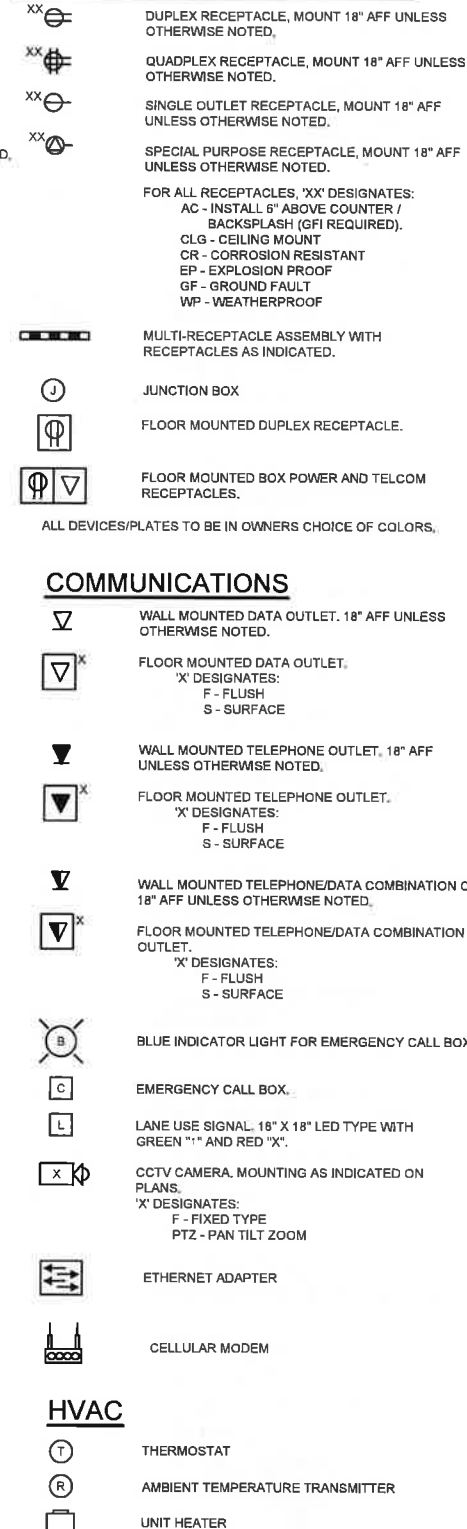 XX DUPLEX RECEPTACLE, MOUNT 18" AFF UNLESS
OTHERWISE NOTED.
XX QUADPLEX RECEPTACLE, MOUNT 18" AFF UNLESS
OTHERWISE NOTED.
XX SINGLE OUTLET RECEPTACLE, MOUNT 18" AFF
UNLESS OTHERWISE NOTED.
D. XX SPECIAL PURPOSE RECEPTACLE, MOUNT 18" AFF
UNLESS OTHERWISE NOTED.
FOR ALL RECEPTACLES, 'XX' DESIGNATES:
AC - INSTALL 6" ABOVE COUNTER /
BACKSPLASH (GFI REQUIRED).
CLG - CEILING MOUNT
CR - CORROSION RESISTANT
EP - EXPLOSION PROOF
GF - GROUND FAULT
WP - WEATHERPROOF
MULTI-RECEPTACLE ASSEMBLY WITH
RECEPTACLES AS INDICATED.
J JUNCTION BOX
FLOOR MOUNTED DUPLEX RECEPTACLE.
FLOOR MOUNTED BOX POWER AND TELCOM
RECEPTACLES.
ALL DEVICES/PLATES TO BE IN OWNERS CHOICE OF COLORS.
COMMUNICATIONS
WALL MOUNTED DATA OUTLET. 18" AFF UNLESS
OTHERWISE NOTED.
X FLOOR MOUNTED DATA OUTLET.
'X' DESIGNATES:
F - FLUSH
S - SURFACE
WALL MOUNTED TELEPHONE OUTLET. 18" AFF
UNLESS OTHERWISE NOTED.
X FLOOR MOUNTED TELEPHONE OUTLET.
'X' DESIGNATES:
F - FLUSH
S - SURFACE
WALL MOUNTED TELEPHONE/DATA COMBINATION
18" AFF UNLESS OTHERWISE NOTED.
X FLOOR MOUNTED TELEPHONE/DATA COMBINATION
OUTLET.
'X' DESIGNATES:
F - FLUSH
S - SURFACE
B BLUE INDICATOR LIGHT FOR EMERGENCY CALL BOX
C EMERGENCY CALL BOX.
L LANE USE SIGNAL. 18" X 18" LED TYPE WITH
GREEN "↑" AND RED "X".
X CCTV CAMERA. MOUNTING AS INDICATED ON
PLANS.
'X' DESIGNATES:
F - FIXED TYPE
PTZ - PAN TILT ZOOM
ETHERNET ADAPTER
CELLULAR MODEM
HVAC
T THERMOSTAT
R AMBIENT TEMPERATURE TRANSMITTER
UNIT HEATER